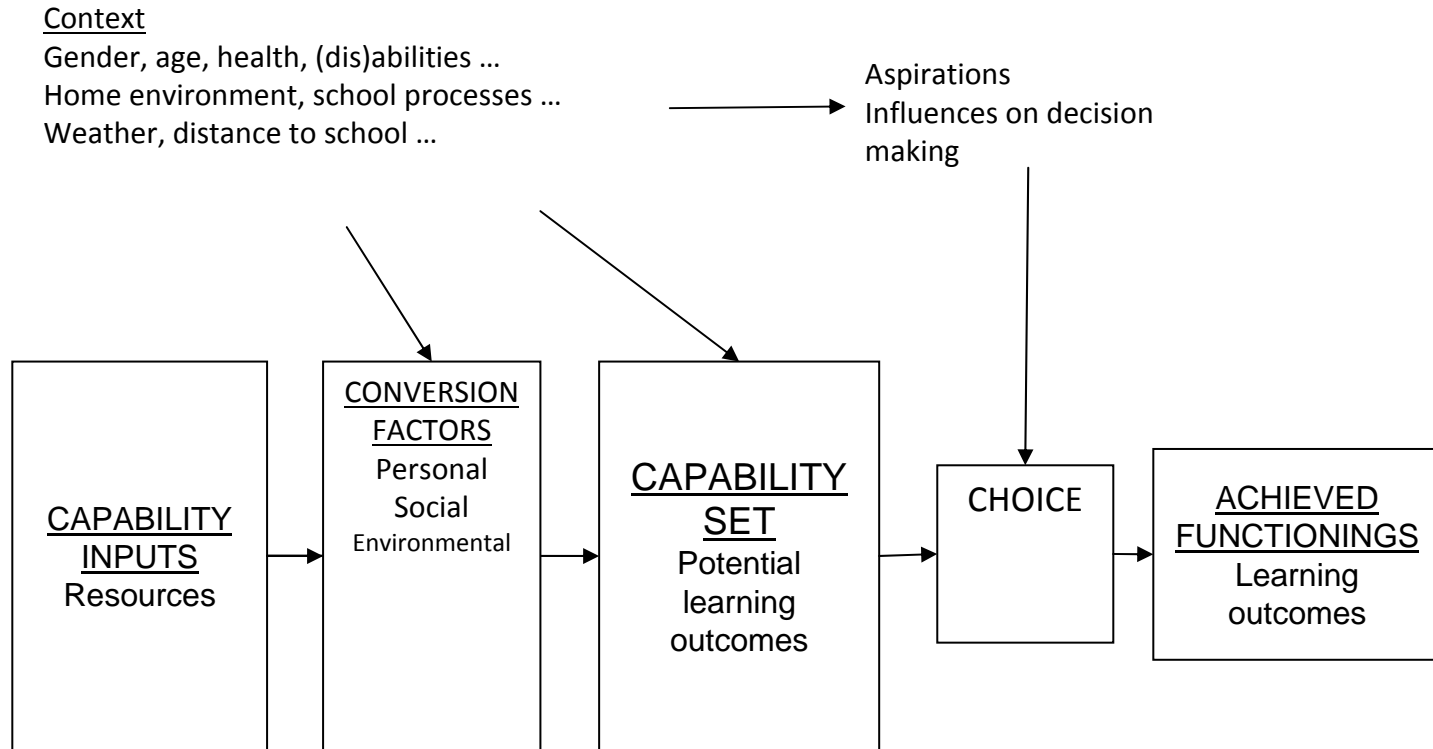 Context
Gender, age, health, (dis)abilities …
Home environment, school processes …
Weather, distance to school …
Aspirations
Influences on decision
making
CAPABILITY
INPUTS
Resources
CONVERSION
FACTORS
Personal
Social
Environmental
CAPABILITY
SET
Potential
learning
outcomes
CHOICE
ACHIEVED
FUNCTIONINGS
Learning
outcomes